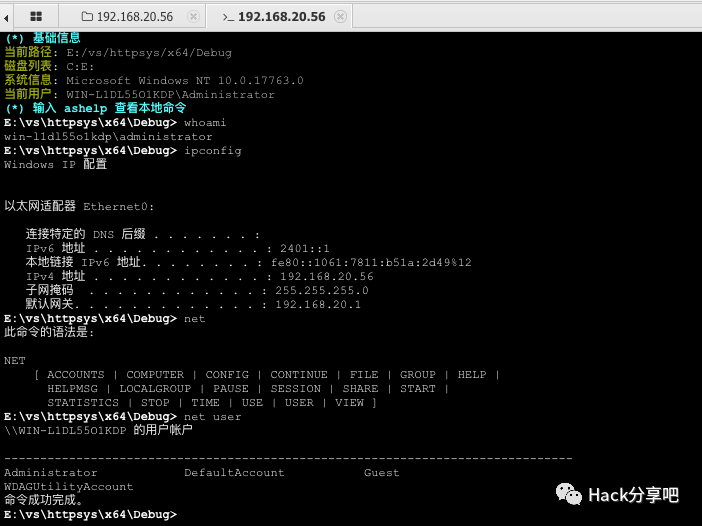 192.168.20.56
192.168.20.56
(*) 基础信息
当前路径: E:/vs/httpsys/x64/Debug
磁盘列表: C:E:
系统信息: Microsoft Windows NT 10.0.17763.0
当前用户: WIN-L1DL55O1KDP\Administrator
(*) 输入 ashelp 查看本地命令
E:\vs\httpsys\x64\Debug> whoami
win-l1dl55o1kdp\administrator
E:\vs\httpsys\x64\Debug> ipconfig
Windows IP 配置
以太网适配器 Ethernet0:
连接特定的 DNS 后缀 . . . . . . . :
IPv6 地址 . . . . . . . . . . . . : 2401::1
本地链接 IPv6 地址. . . . . . . . : fe80::1061:7811:b51a:2d49%12
IPv4 地址 . . . . . . . . . . . . : 192.168.20.56
子网掩码 . . . . . . . . . . . . : 255.255.255.0
默认网关. . . . . . . . . . . . . : 192.168.20.1
E:\vs\httpsys\x64\Debug> net
此命令的语法是:
NET
[ ACCOUNTS | COMPUTER | CONFIG | CONTINUE | FILE | GROUP | HELP |
HELPMSG | LOCALGROUP | PAUSE | SESSION | SHARE | START |
STATISTICS | STOP | TIME | USE | USER | VIEW ]
E:\vs\httpsys\x64\Debug> net user
\\WIN-L1DL55O1KDP 的用户帐户
-------------------------------------------------------------------------------
Administrator DefaultAccount Guest
WDAGUtilityAccount
命令成功完成。
E:\vs\httpsys\x64\Debug>
Hack分享吧